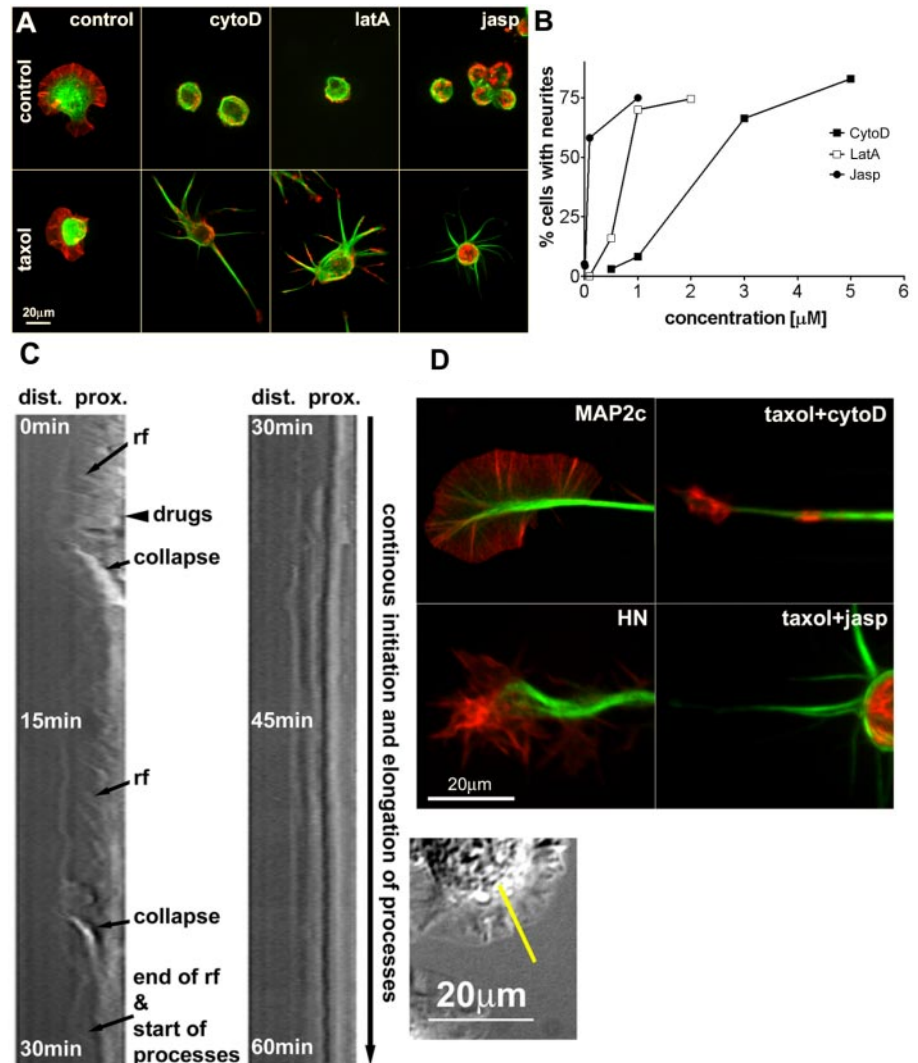 A
control
cytoD
latA
jasp
control
taxol
20μm
B
% cells with neurites
75
50
25
0
0
1
2
3
4
5
6
concentration [μM]
CytoD
LatA
Jasp
C
dist. prox.
0min
rf
drugs
collapse
15min
rf
collapse
end of rf
&
start of
processes
30min
dist. prox.
30min
45min
60min
continous initiation and elongation of processes
D
MAP2c
taxol+cytoD
HN
taxol+jasp
20μm
20μm